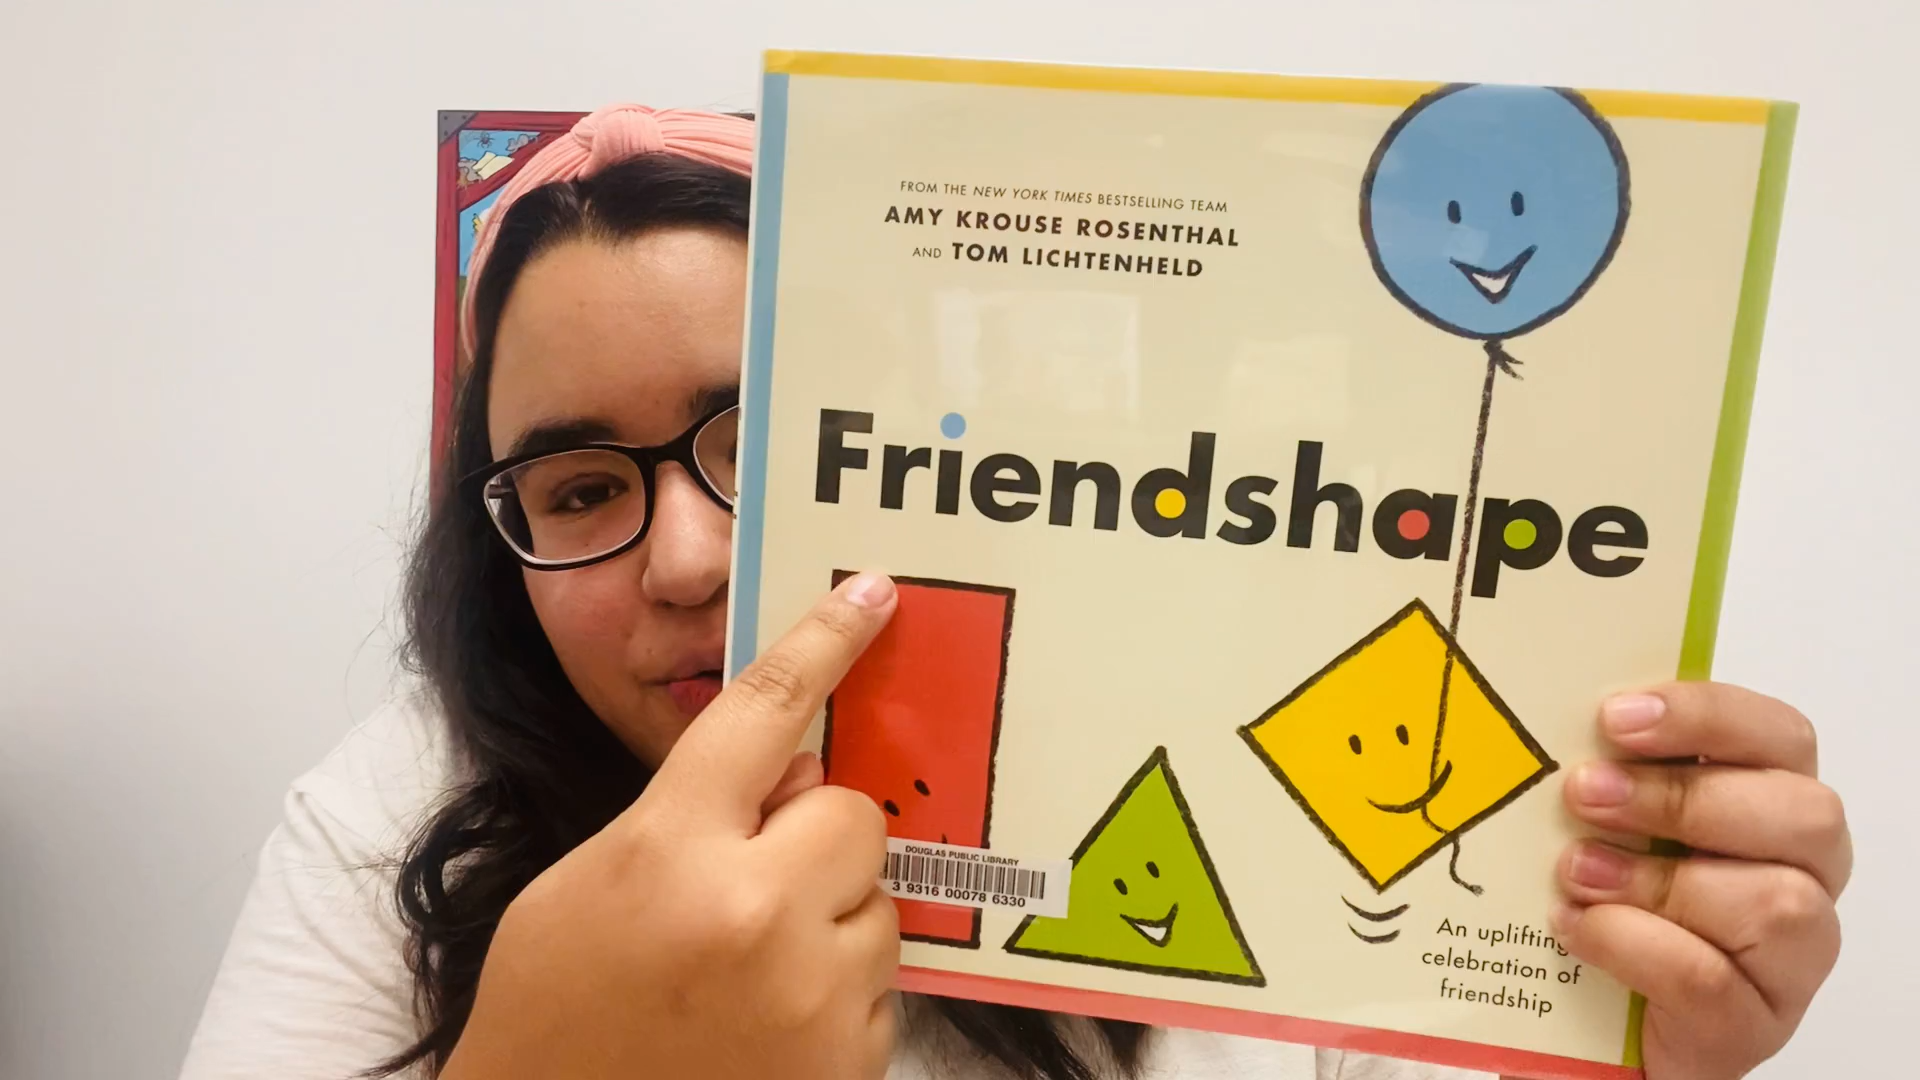 FROM THE NEW YORK TIMES BESTSELLING TEAM
AMY KROUSE ROSENTHAL
AND TOM LICHTENHELD
Friendshape
DOUGLAS PUBLIC LIBRARY
3 9316 00078 6330
An uplifting
celebration of
friendship